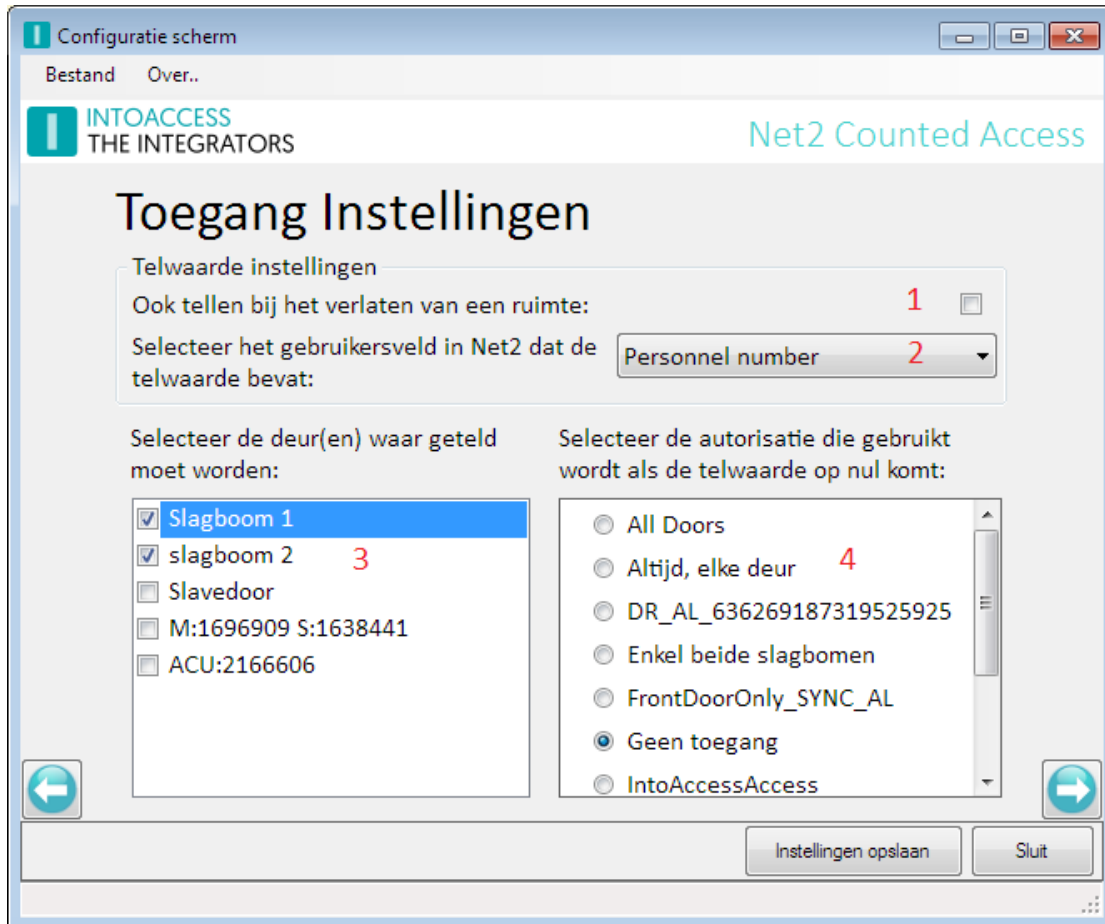 Configuratie scherm
Bestand Over..
INTOACCESS
THE INTEGRATORS
Net2 Counted Access
Toegang Instellingen
Telwaarde instellingen
Ook tellen bij het verlaten van een ruimte: 1
Selecteer het gebruikersveld in Net2 dat de
telwaarde bevat:
Personnel number 2
Selecteer de deur(en) waar geteld
moet worden:
Slagboom 1
slagboom 2 3
Slavedoor
M:1696909 S:1638441
ACU:2166606
Selecteer de autorisatie die gebruikt
wordt als de telwaarde op nul komt:
All Doors
Altijd, elke deur 4
DR_AL_636269187319525925
Enkel beide slagbomen
FrontDoorOnly_SYNC_AL
Geen toegang
IntoAccessAccess
Instellingen opslaan Sluit